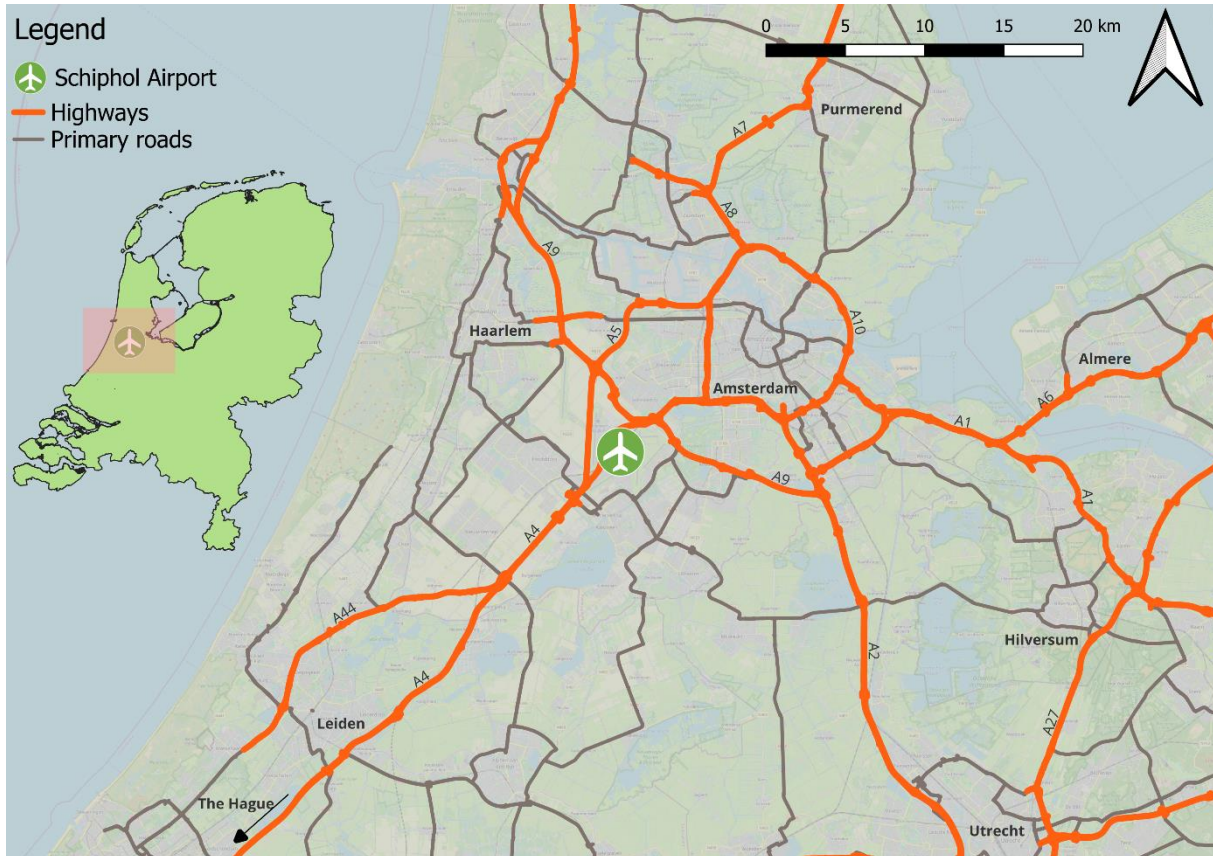 Legend
Schiphol Airport
Highways
Primary roads
0 5 10 15 20 km
Purmerend
A7
A8
A9
Haarlem
A5
A10
Amsterdam
Almere
A6
A1
A9
A1
A4
A44
Hilversum
A2
A4
Leiden
A27
The Hague
Utrecht